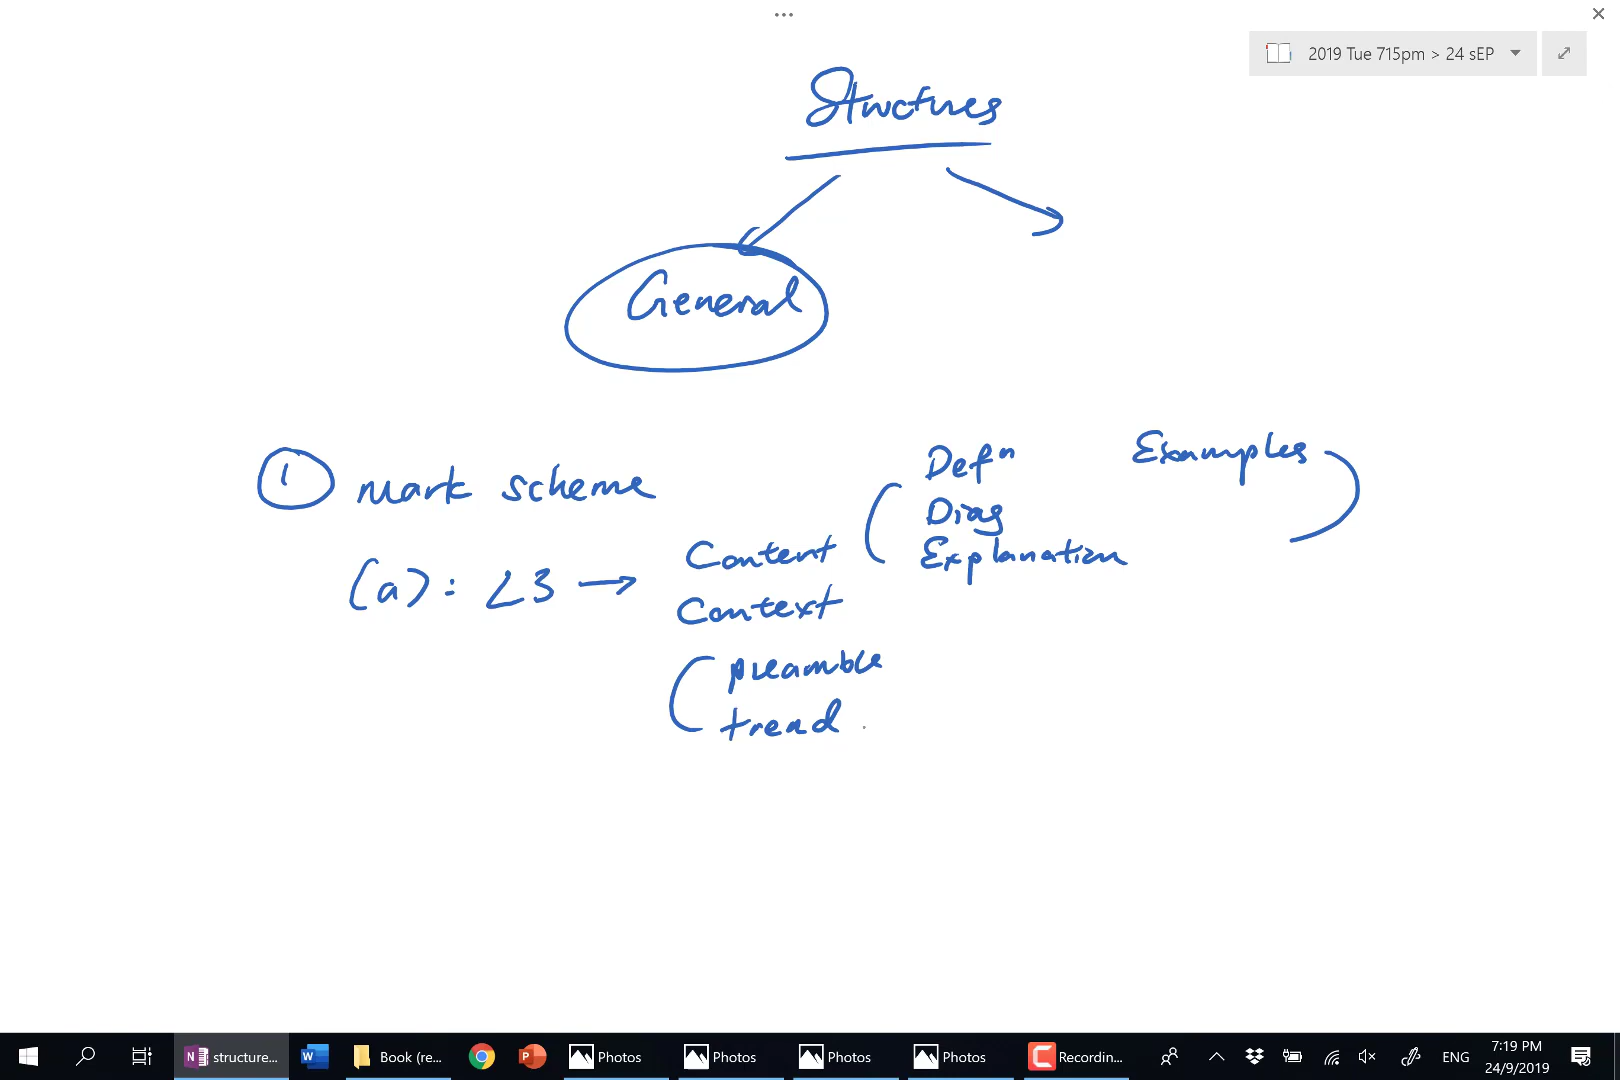 2019 Tue 715pm > 24 sEP
Structures
General
1 mark scheme
Defn Examples
Diag
Explanation
Content
(a): L3 →
Context
preamble
trend
structure...
Book (re...
Photos
Photos
Photos
Photos
Recordin...
ENG
7:19 PM
24/9/2019